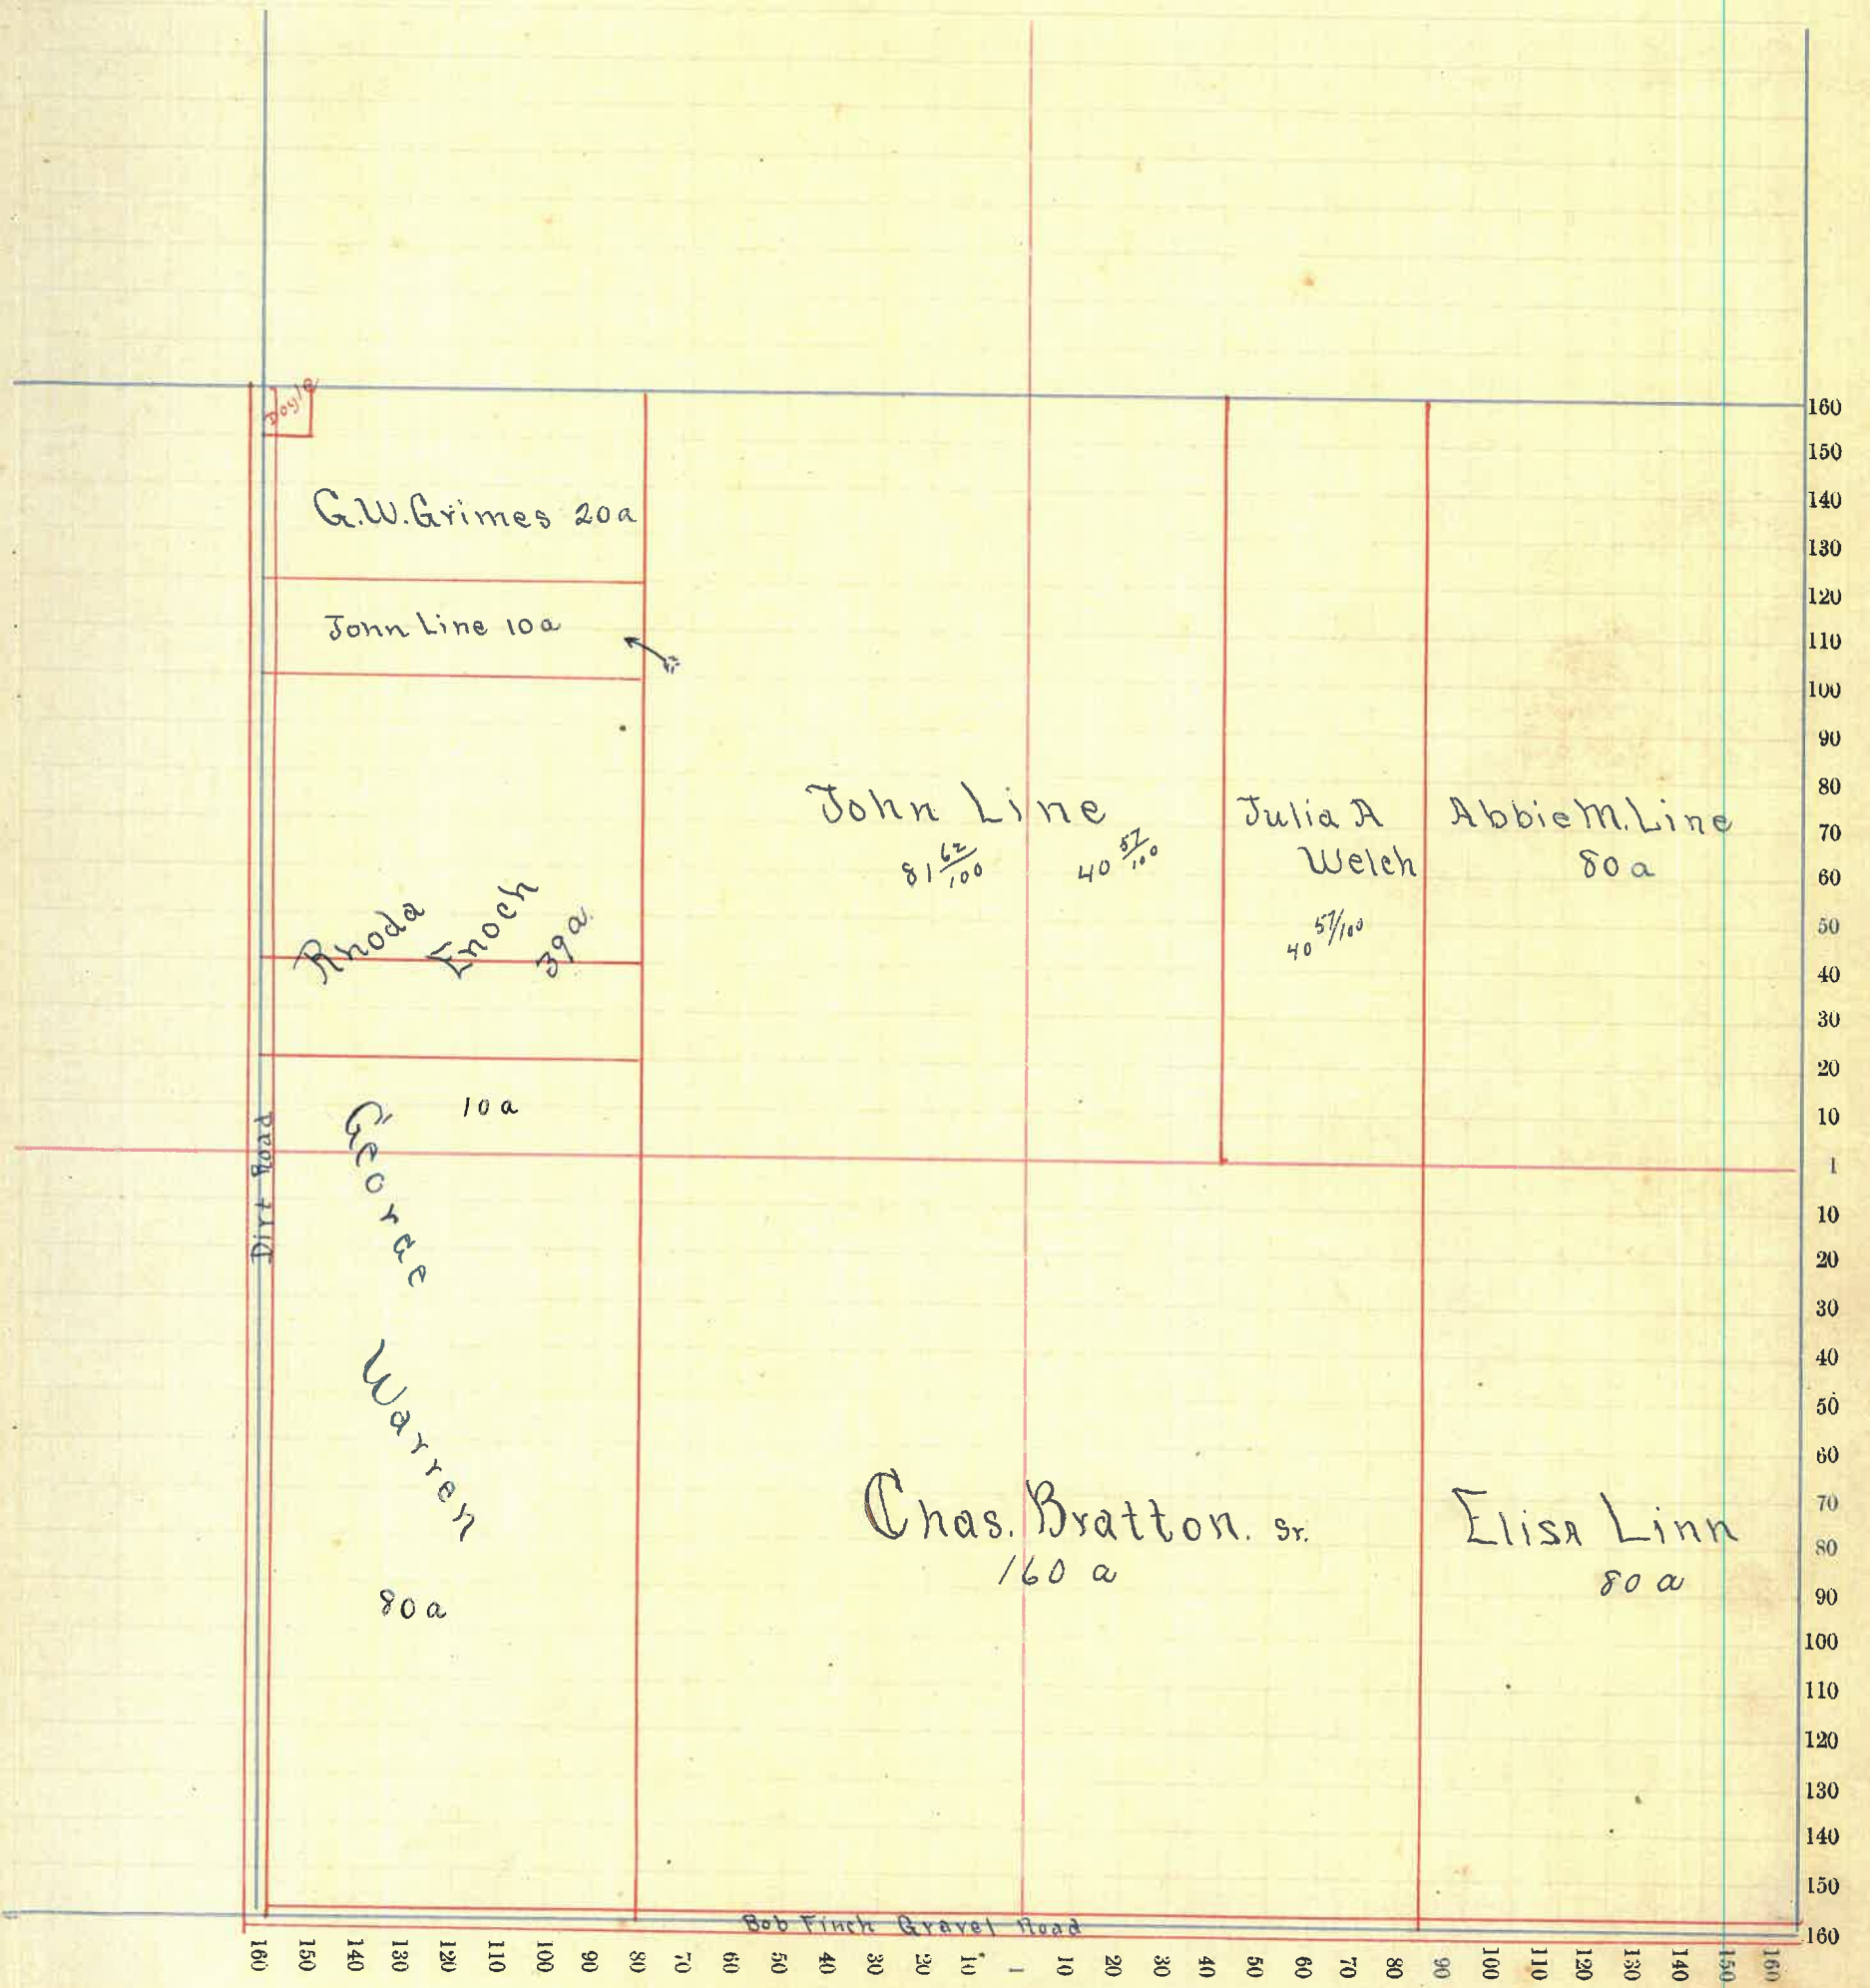 Doyle
G.W. Grimes 20a
John Line 10a
Rhoda
Enoch
39a.
John Line
81 62/100 40 57/100
Julia A
Welch
40 57/100
Abbie M. Line
80a
George Warren
10a
80a
Chas. Bratton. Sr.
160 a
Elisa Linn
80 a
Dirt Road
Bob Finch Gravel Road
160
150
140
130
120
110
100
90
80
70
60
50
40
30
20
10
1
10
20
30
40
50
60
70
80
90
100
110
120
130
140
150
160
160 150 140 130 120 110 100 90 80 70 60 50 40 30 20 10 1 10 20 30 40 50 60 70 80 90 100 110 120 130 140 150 160